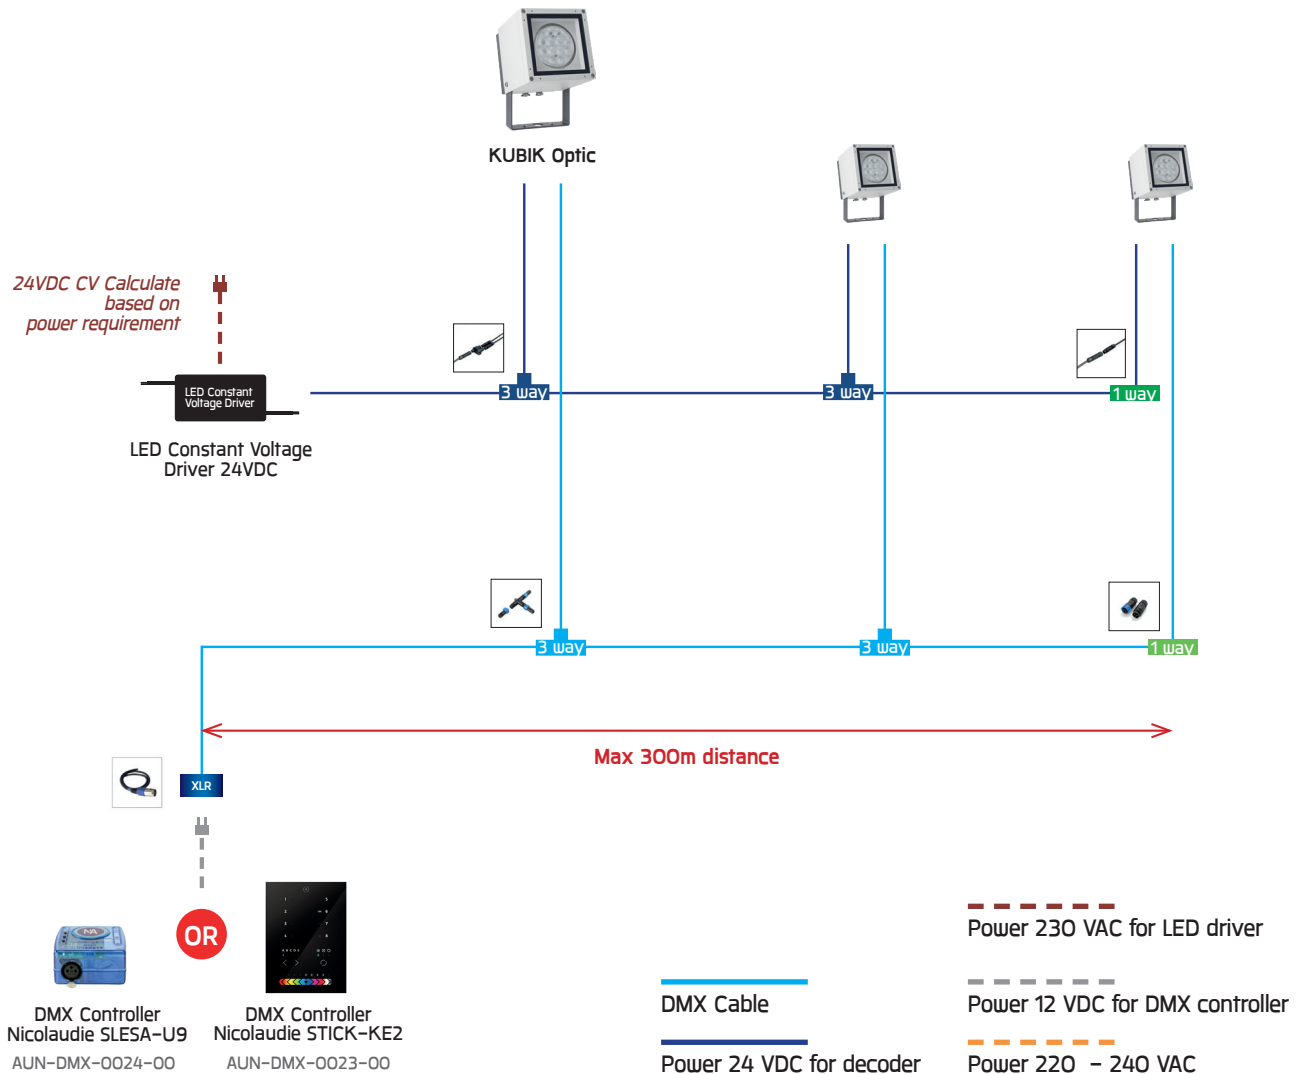 KUBIK Optic
24VDC CV Calculate
based on
power requirement
LED Constant
Voltage Driver
LED Constant Voltage
Driver 24VDC
3 way
3 way
1 way
3 way
3 way
1 way
Max 300m distance
XLR
OR
DMX Controller
Nicolaudie SLESA-U9
AUN-DMX-0024-00
DMX Controller
Nicolaudie STICK-KE2
AUN-DMX-0023-00
DMX Cable
Power 24 VDC for decoder
Power 230 VAC for LED driver
Power 12 VDC for DMX controller
Power 220 - 240 VAC